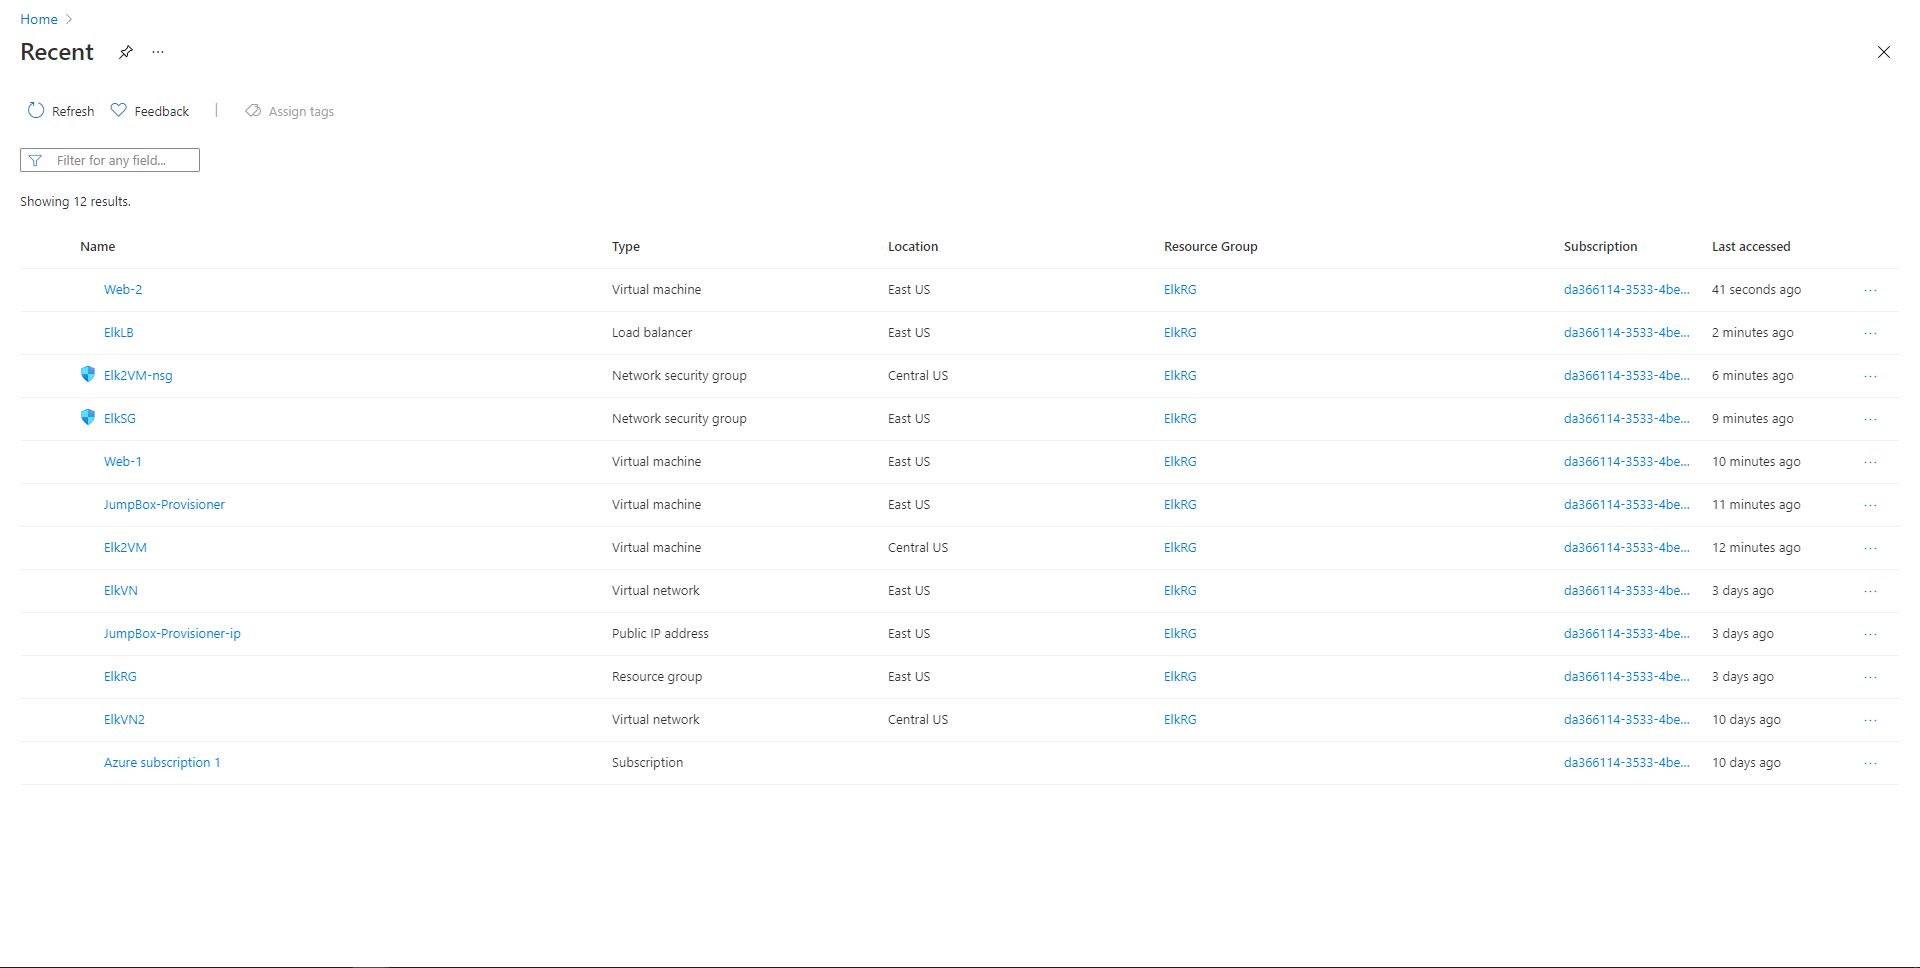 Home
Recent ...
Refresh Feedback | Assign tags
Filter for any field...
Showing 12 results.
Name Type Location Resource Group Subscription Last accessed
Web-2 Virtual machine East US ElkRG da366114-3533-4be... 41 seconds ago ...
ElkLB Load balancer East US ElkRG da366114-3533-4be... 2 minutes ago ...
Elk2VM-nsg Network security group Central US ElkRG da366114-3533-4be... 6 minutes ago ...
ElkSG Network security group East US ElkRG da366114-3533-4be... 9 minutes ago ...
Web-1 Virtual machine East US ElkRG da366114-3533-4be... 10 minutes ago ...
JumpBox-Provisioner Virtual machine East US ElkRG da366114-3533-4be... 11 minutes ago ...
Elk2VM Virtual machine Central US ElkRG da366114-3533-4be... 12 minutes ago ...
ElkVN Virtual network East US ElkRG da366114-3533-4be... 3 days ago ...
JumpBox-Provisioner-ip Public IP address East US ElkRG da366114-3533-4be... 3 days ago ...
ElkRG Resource group East US ElkRG da366114-3533-4be... 3 days ago ...
ElkVN2 Virtual network Central US ElkRG da366114-3533-4be... 10 days ago ...
Azure subscription 1 Subscription da366114-3533-4be... 10 days ago ...